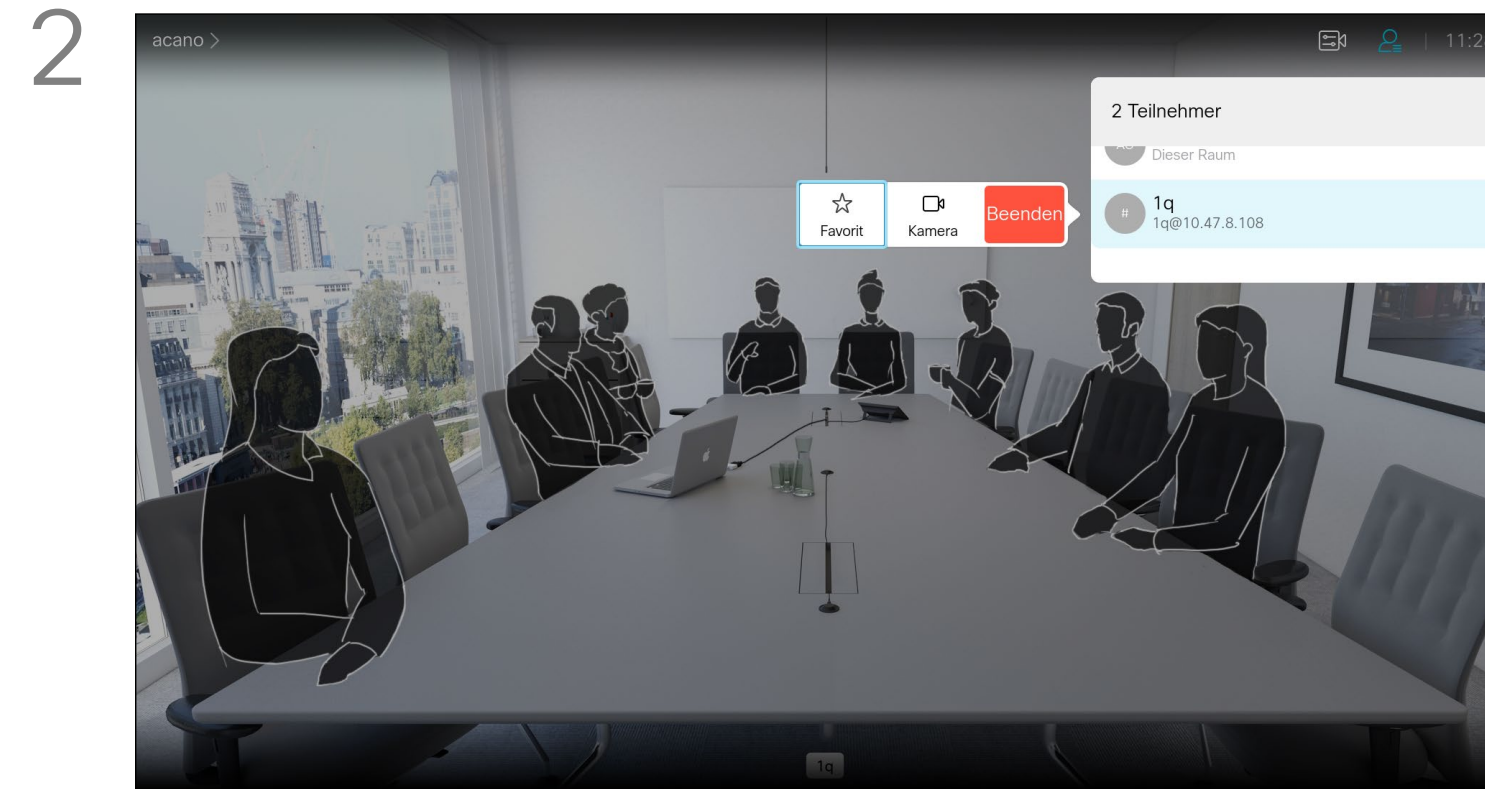 2
acano >
11:2
2 Teilnehmer
Dieser Raum
Favorit
Kamera
Beenden
#
1q
1q@10.47.8.108
1q